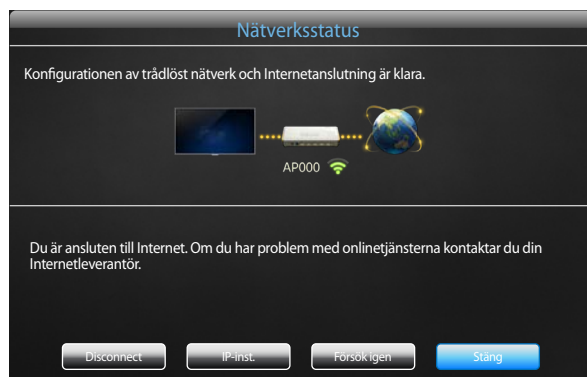 Nätverksstatus
Konfigurationen av trådlöst nätverk och Internetanslutning är klara.
AP000
Du är ansluten till Internet. Om du har problem med onlinetjänsterna kontaktar du din
Internetleverantör.
Disconnect IP-inst. Försök igen Stäng